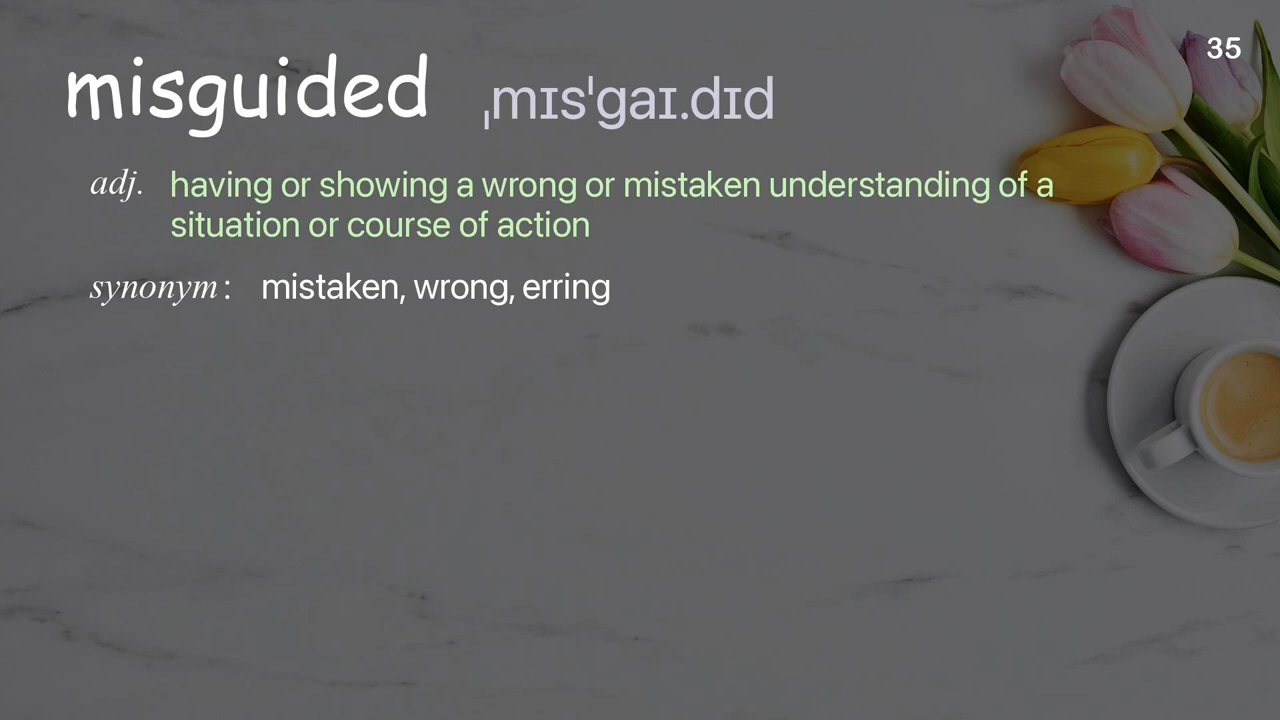 35
misguided ˌmɪsˈgaɪ.dɪd
adj. having or showing a wrong or mistaken understanding of a
situation or course of action
synonym: mistaken, wrong, erring